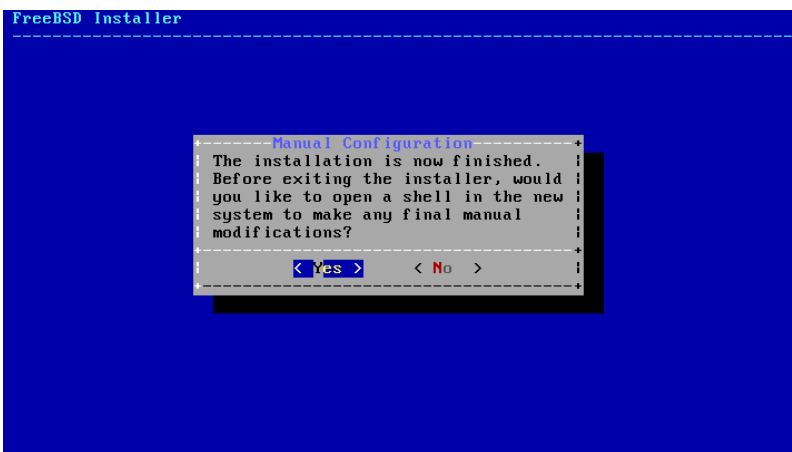 FreeBSD Installer
Manual Configuration
The installation is now finished.
Before exiting the installer, would
you like to open a shell in the new
system to make any final manual
modifications?
< Yes > < No >